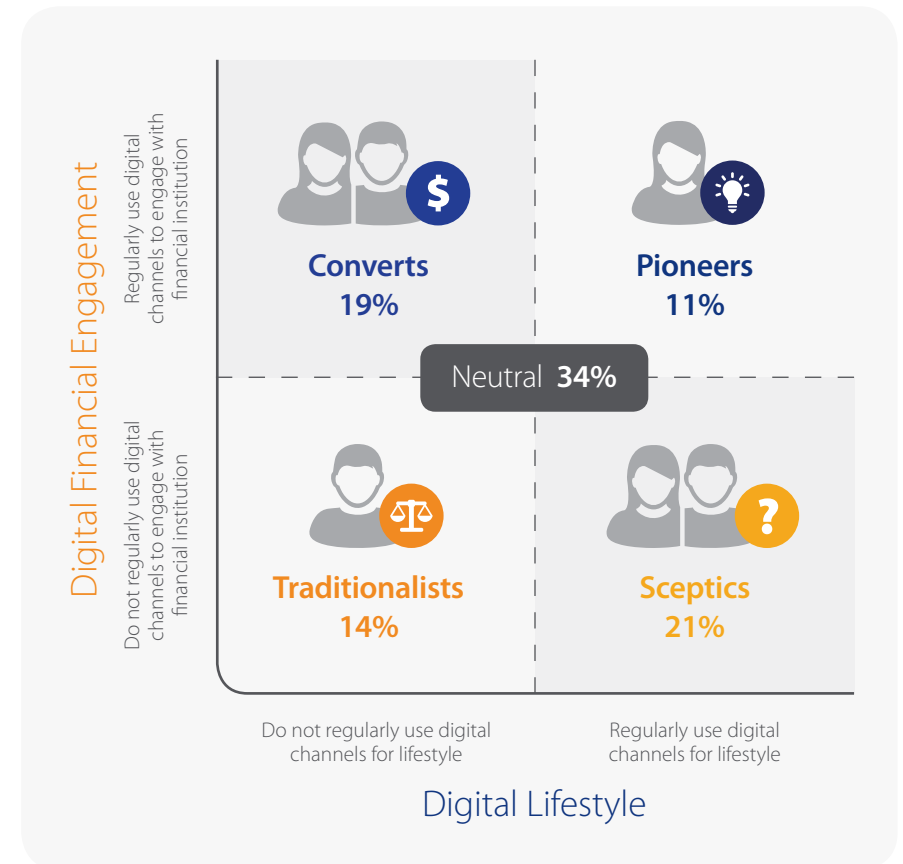 Digital Financial Engagement
Regularly use digital
channels to engage with
financial institution
Do not regularly use digital
channels to engage with
financial institution
$
Converts
19%
Pioneers
11%
Neutral 34%
Traditionalists
14%
?
Sceptics
21%
Do not regularly use digital
channels for lifestyle
Regularly use digital
channels for lifestyle
Digital Lifestyle